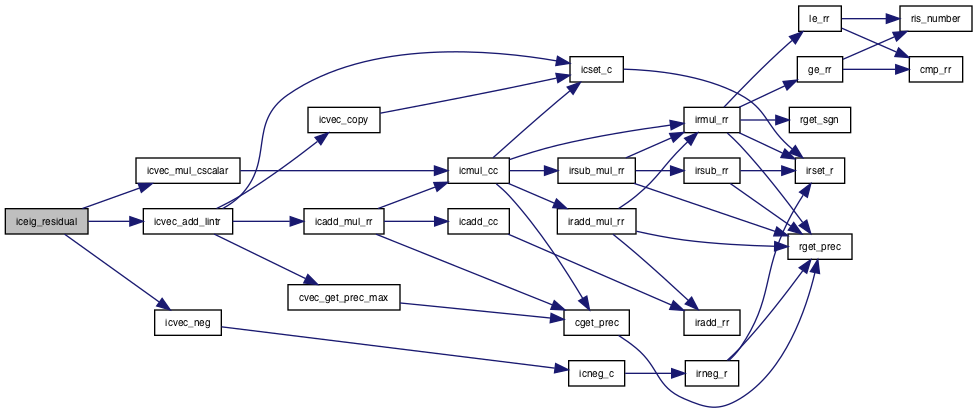 le_rr
ris_number
icset_c
ge_rr
cmp_rr
icvec_copy
irmul_rr
rget_sgn
icvec_mul_cscalar
icmul_cc
irsub_mul_rr
irsub_rr
irset_r
iceig_residual
icvec_add_lintr
icadd_mul_rr
icadd_cc
iradd_mul_rr
rget_prec
cvec_get_prec_max
icvec_neg
cget_prec
iradd_rr
icneg_c
irneg_r